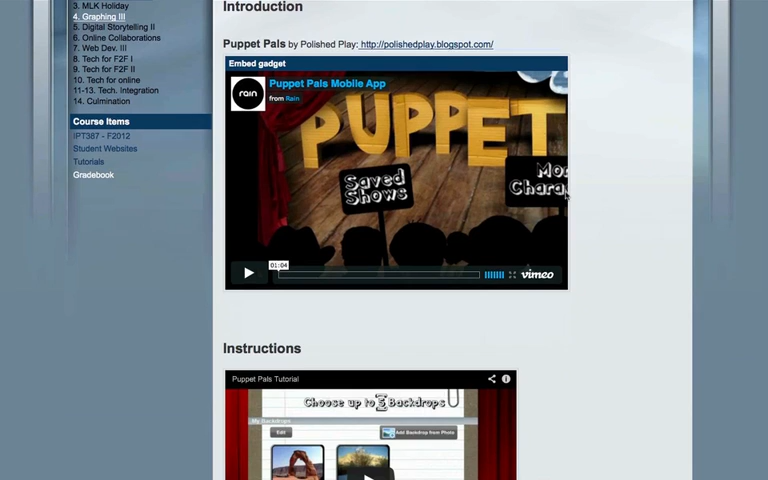 3. MLK Holiday
4. Graphing III
5. Digital Storytelling II
6. Online Collaborations
7. Web Dev. III
8. Tech for F2F I
9. Tech for F2F II
10. Tech for online
11-13. Tech. Integration
14. Culmination
Course Items
IPT387 - F2012
Student Websites
Tutorials
Gradebook
Introduction
Puppet Pals by Polished Play: http://polishedplay.blogspot.com/
Embed gadget
rain
Puppet Pals Mobile App
from Rain
PUPPET
Saved Shows
Mo
Chara
01:04
vimeo
Instructions
Puppet Pals Tutorial
Choose up to 5 Backdrops
My Backdrops
Edit
Add Backdrop from Photo